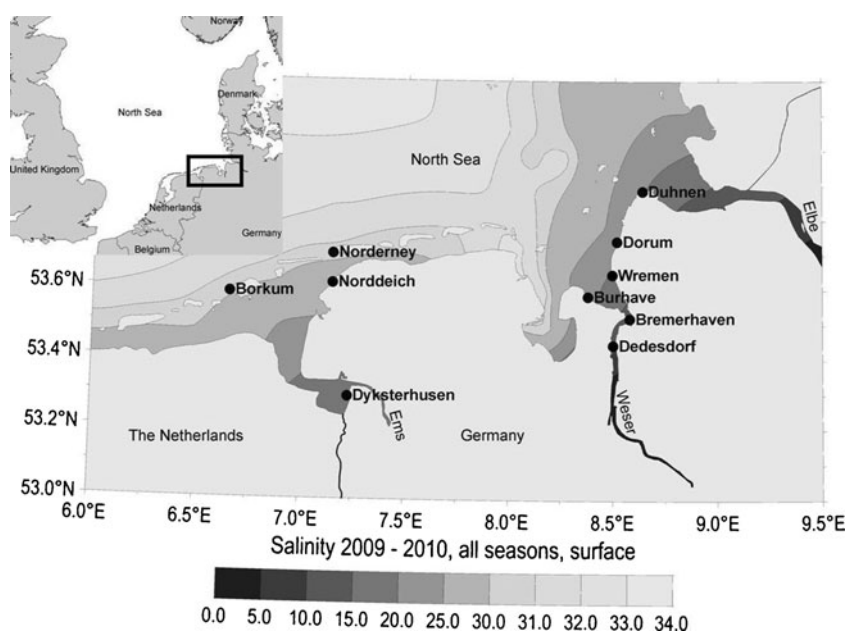 Norway
Denmark
North Sea
United Kingdom
Netherlands
Germany
Belgium
North Sea
Duhnen
Elbe
Dorum
Norderney
Wremen
Norddeich
Borkum
Burhave
Bremerhaven
Dedesdorf
Dyksterhusen
Ems
Weser
The Netherlands
Germany
53.6°N
53.4°N
53.2°N
53.0°N
6.0°E 6.5°E 7.0°E 7.5°E 8.0°E 8.5°E 9.0°E 9.5°E
Salinity 2009 - 2010, all seasons, surface
0.0 5.0 10.0 15.0 20.0 25.0 30.0 31.0 32.0 33.0 34.0